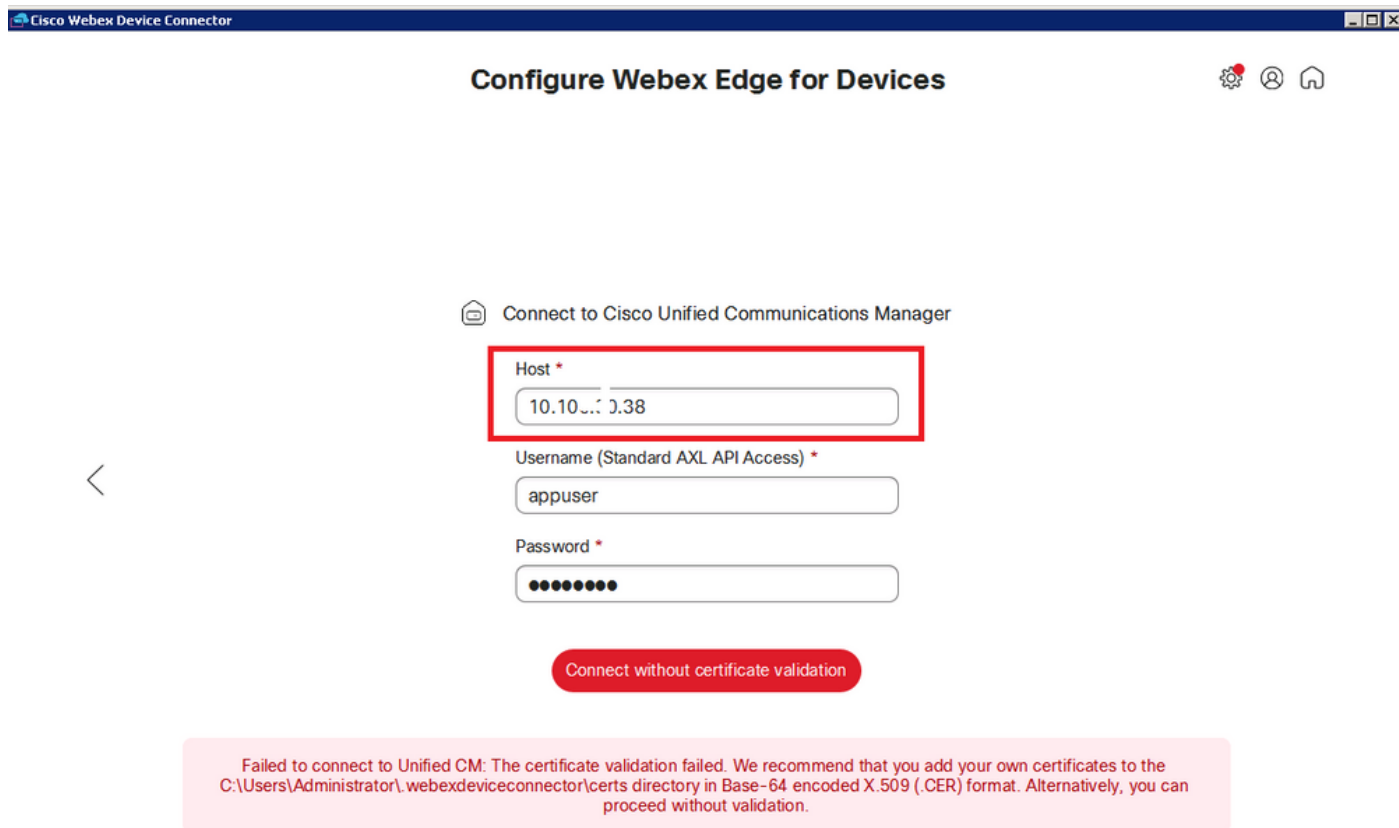 Cisco Webex Device Connector
Configure Webex Edge for Devices
Connect to Cisco Unified Communications Manager
Host *
Username (Standard AXL API Access) *
appuser
Password *
●●●●●●●●
Connect without certificate validation
Failed to connect to Unified CM: The certificate validation failed. We recommend that you add your own certificates to the
C:\Users\Administrator\.webexdeviceconnector\certs directory in Base-64 encoded X.509 (.CER) format. Alternatively, you can
proceed without validation.